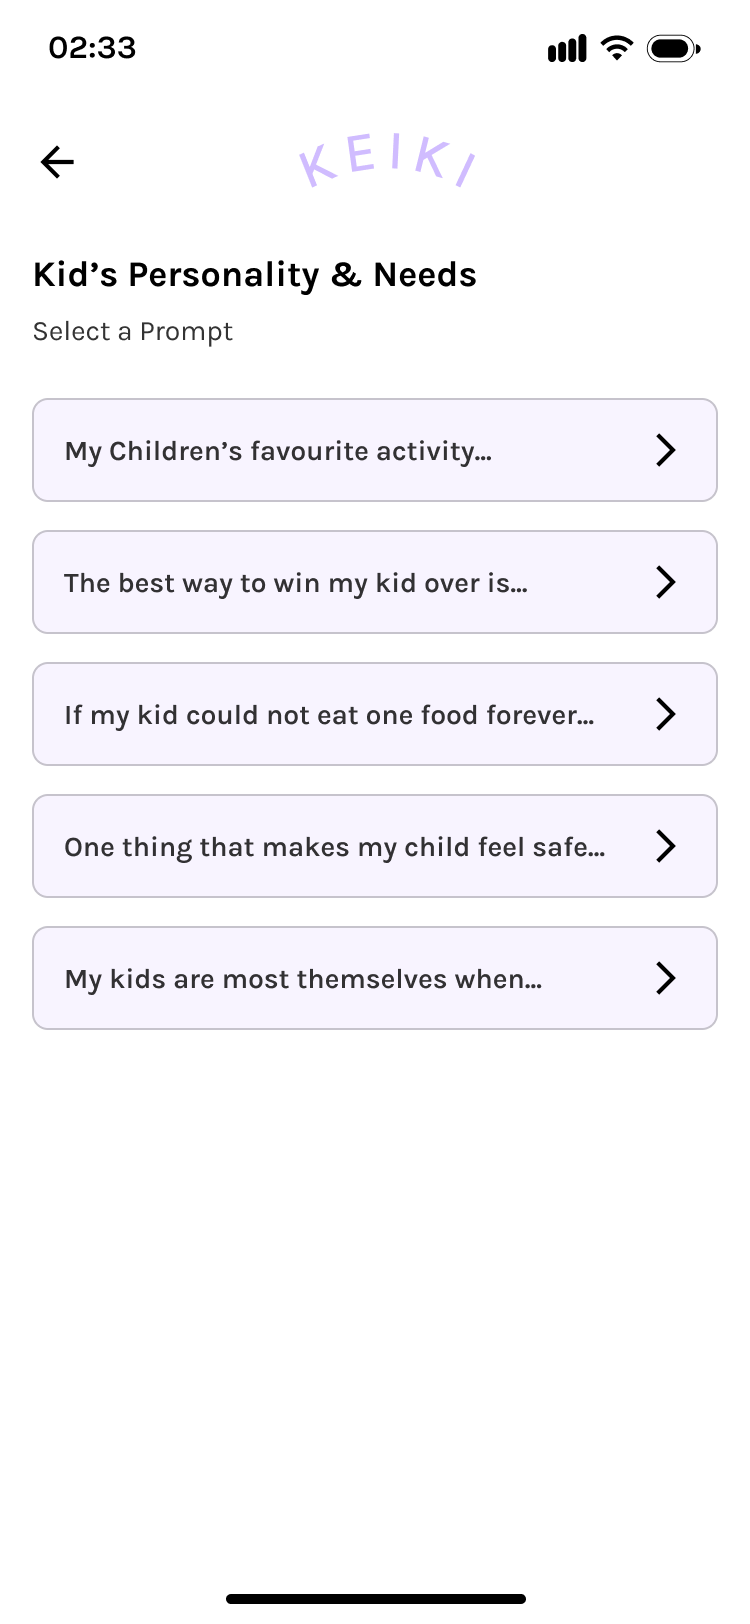 02:33
KEIKI
Kid’s Personality & Needs
Select a Prompt
My Children’s favourite activity...
The best way to win my kid over is...
If my kid could not eat one food forever...
One thing that makes my child feel safe...
My kids are most themselves when...